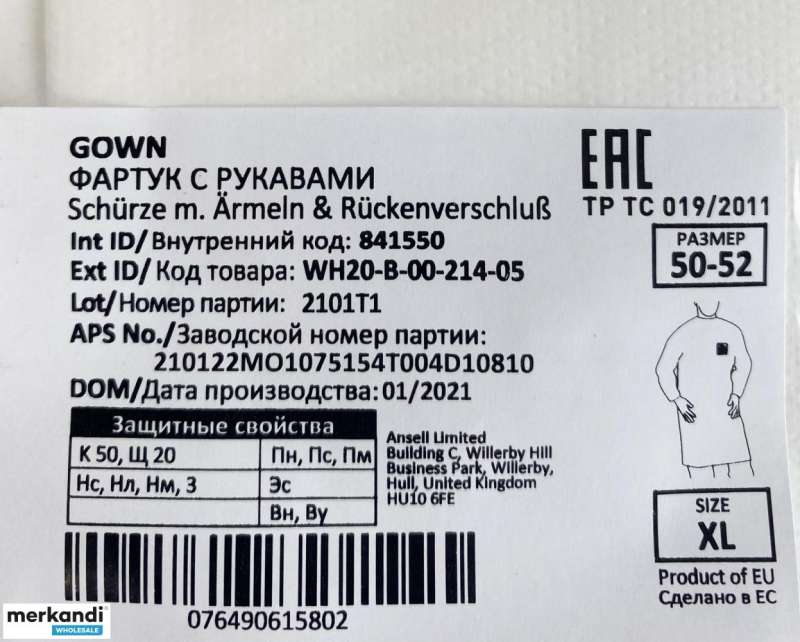 GOWN
ФАРТУК С РУКАВАМИ
Schürze m. Ärmeln & Rückenverschluß
Int ID/Внутренний код: 841550
Ext ID/ Код товара: WH20-B-00-214-05
Lot/Номер партии: 2101T1
APS No./Заводской номер партии:
210122MO1075154T004D10810
DOM/Дата производства: 01/2021
EAC
ТР ТС 019/2011
РАЗМЕР
50-52
Защитные свойства
К 50, Щ 20 Пн, Пс, Пм
Нс, Нл, Нм, З Эс
Вн, Ву
Ansell Limited
Building C, Willerby Hill
Business Park, Willerby,
Hull, United Kingdom
HU10 6FE
SIZE
XL
Product of EU
Сделано в ЕС
076490615802
merkandi
WHOLESALE